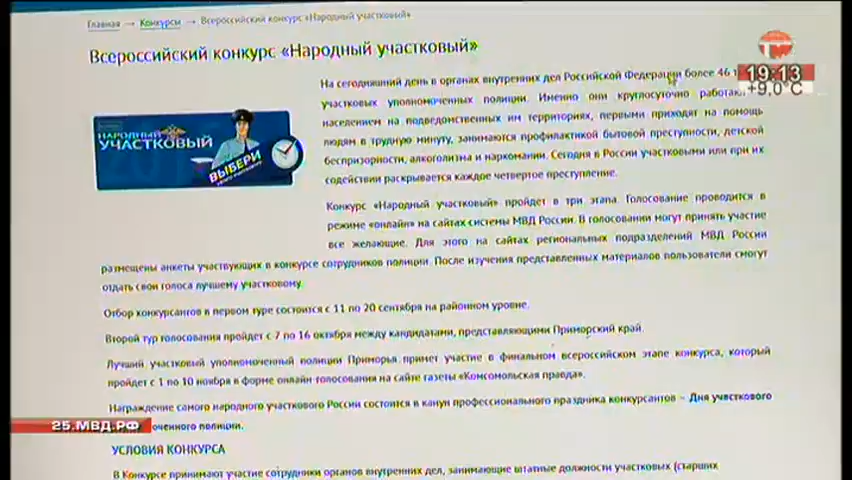 Главная → Конкурсы → Всероссийский конкурс «Народный участковый»
Всероссийский конкурс «Народный участковый»
На сегодняшний день в органах внутренних дел Российской Федерации более 46
участковых уполномоченных полиции. Именно они круглосуточно работают
населением на подведомственных им территориях, первыми приходят на помощь
людям в трудную минуту, занимаются профилактикой бытовой преступности, детской
беспризорности, алкоголизма и наркомании. Сегодня в России участковыми или при их
содействии раскрывается каждое четвертое преступление.
19:13
+9,0°C
НАРОДНЫЙ
УЧАСТКОВЫЙ
ВЫБЕРИ
Конкурс «Народный участковый» пройдет в три этапа. Голосование проводится в
режиме «онлайн» на сайтах системы МВД России. В голосовании могут принять участие
все желающие. Для этого на сайтах региональных подразделений МВД России
размещены анкеты участвующих в конкурсе сотрудников полиции. После изучения представленных материалов пользователи смогут
отдать свои голоса лучшему участковому.
Отбор конкурсантов в первом туре состоится с 11 по 20 сентября на районном уровне.
Второй тур голосования пройдет с 7 по 16 октября между кандидатами, представляющими Приморский край.
Лучший участковый уполномоченный полиции Приморья примет участие в финальном всероссийском этапе конкурса, который
пройдет с 1 по 10 ноября в форме онлайн-голосования на сайте газеты «Комсомольская правда».
Награждение самого народного участкового России состоится в канун профессионального праздника конкурсантов – Дня участкового
оченного полиции.
25.МВД.РФ
УСЛОВИЯ КОНКУРСА
В Конкурсе принимают участие сотрудники органов внутренних дел, занимающие штатные должности участковых (старших